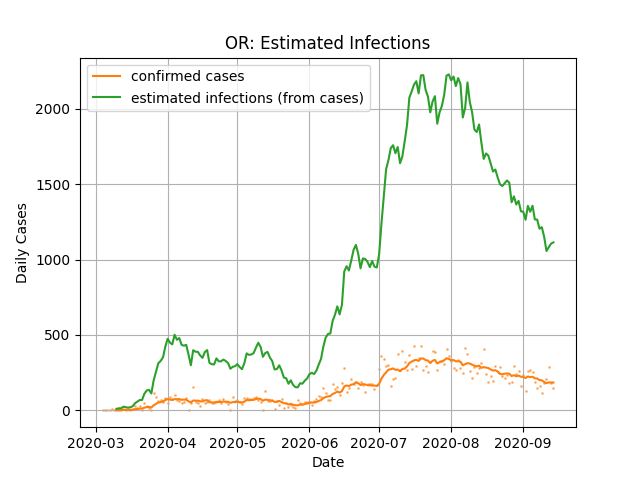 OR: Estimated Infections
confirmed cases
estimated infections (from cases)
Daily Cases
2000
1500
1000
500
0
2020-03 2020-04 2020-05 2020-06 2020-07 2020-08 2020-09
Date